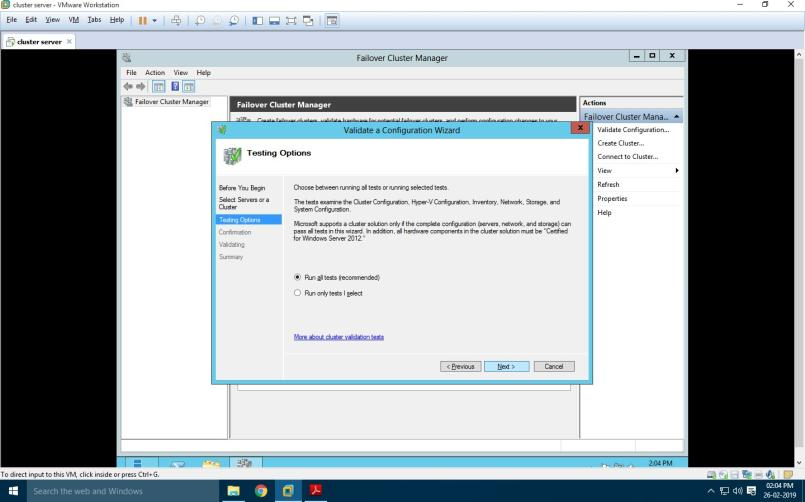 cluster server - VMware Workstation
File Edit View VM Tabs Help
cluster server
Failover Cluster Manager
File Action View Help
Failover Cluster Manager
Failover Cluster Manager
Create failover clusters, validate hardware for potential failover clusters, and perform configuration changes to your
Actions
Failover Cluster Mana...
Validate Configuration...
Create Cluster...
Connect to Cluster...
View
Refresh
Properties
Help
Validate a Configuration Wizard
Testing Options
Before You Begin
Select Servers or a
Cluster
Testing Options
Confirmation
Validating
Summary
Choose between running all tests or running selected tests.
The tests examine the Cluster Configuration, Hyper-V Configuration, Inventory, Network, Storage, and
System Configuration.
Microsoft supports a cluster solution only if the complete configuration (servers, network, and storage) can
pass all tests in this wizard. In addition, all hardware components in the cluster solution must be "Certified
for Windows Server 2012."
Run all tests (recommended)
Run only tests I select
More about cluster validation tests
< Previous
Next >
Cancel
2:04 PM
To direct input to this VM, click inside or press Ctrl+G.
Search the web and Windows
02:04 PM
26-02-2019